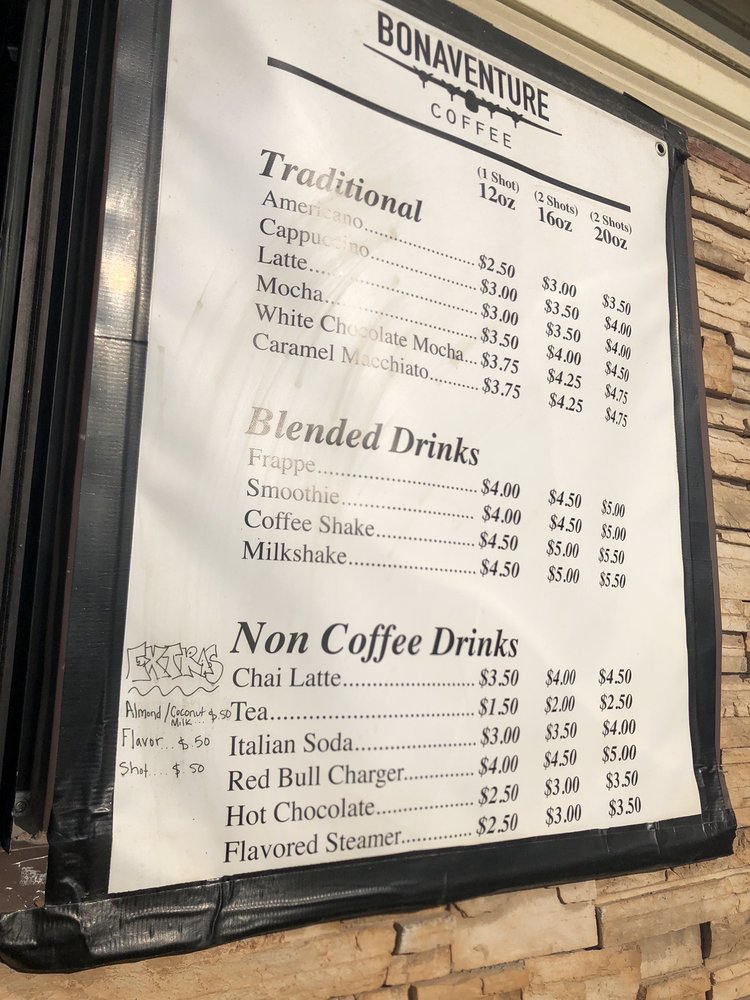 BONAVENTURE
COFFEE
(1 Shot) (2 Shots) (2 Shots)
Traditional 12oz 16oz 20oz
Americano.................. $2.50 $3.00 $3.50
Cappuccino................. $3.00 $3.50 $4.00
Latte........................... $3.00 $3.50 $4.00
Mocha........................ $3.50 $4.00 $4.50
White Chocolate Mocha... $3.75 $4.25 $4.75
Caramel Macchiato........... $3.75 $4.25 $4.75
Blended Drinks
Frappe............................. $4.00 $4.50 $5.00
Smoothie........................ $4.00 $4.50 $5.00
Coffee Shake.................. $4.50 $5.00 $5.50
Milkshake....................... $4.50 $5.00 $5.50
Non Coffee Drinks
Chai Latte....................... $3.50 $4.00 $4.50
Tea................................... $1.50 $2.00 $2.50
Italian Soda..................... $3.00 $3.50 $4.00
Red Bull Charger............ $4.00 $4.50 $5.00
Hot Chocolate................. $2.50 $3.00 $3.50
Flavored Steamer............. $2.50 $3.00 $3.50
EXTRAS
Almond/Coconut $.50
Milk...
Flavor... $.50
Shot.... $.50